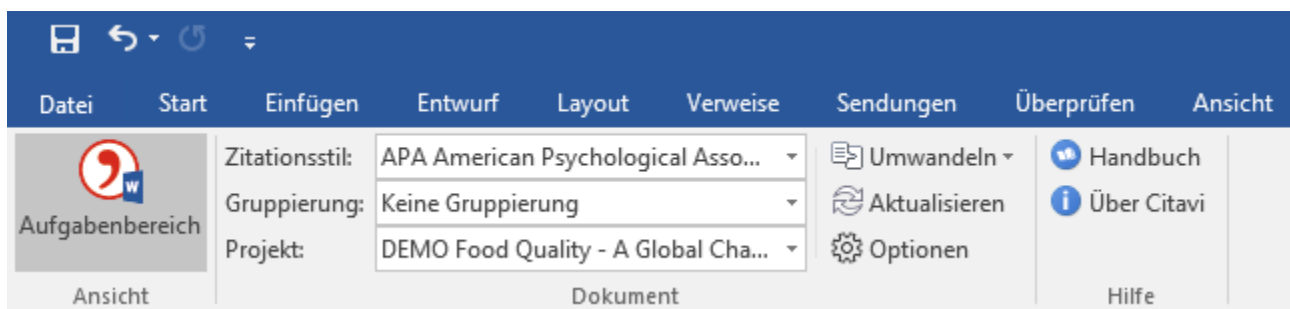 Datei Start Einfügen Entwurf Layout Verweise Sendungen Überprüfen Ansicht
Zitationsstil: APA American Psychological Asso... Umwandeln Handbuch
Gruppierung: Keine Gruppierung Aktualisieren Über Citavi
Aufgabenbereich
Projekt: DEMO Food Quality - A Global Cha... Optionen
Ansicht Dokument Hilfe